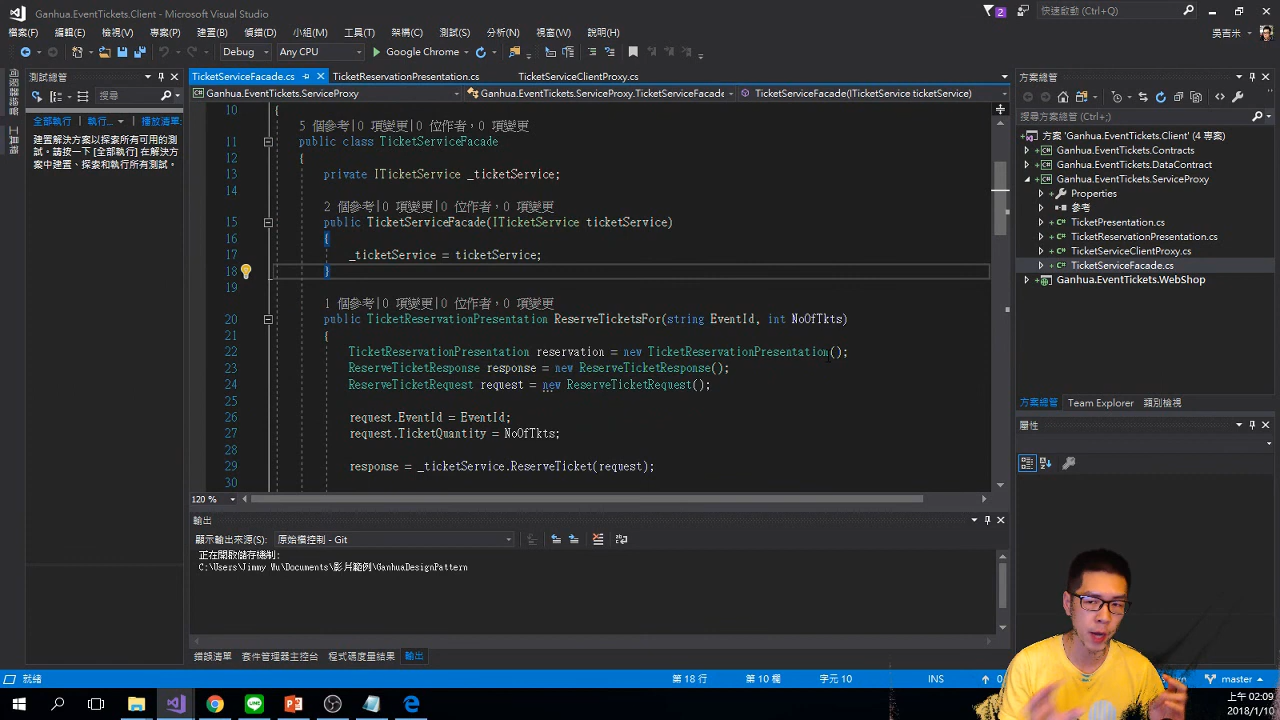 Ganhua.EventTickets.Client - Microsoft Visual Studio
2
快速啟動 (Ctrl+Q)
檔案(F) 編輯(E) 檢視(V) 專案(P) 建置(B) 偵錯(D) 小組(M) 工具(T) 架構(C) 測試(S) 分析(N) 視窗(W) 說明(H)
吳吉米
Debug Any CPU Google Chrome
測試總管
搜尋
全部執行 | 執行... 播放清單:
建置解決方案以探索所有可用的測
試。請按一下 [全部執行] 在解決方
案中建置、探索和執行所有測試。
工具箱
TicketServiceFacade.cs TicketReservationPresentation.cs TicketServiceClientProxy.cs
Ganhua.EventTickets.ServiceProxy Ganhua.EventTickets.ServiceProxy.TicketServiceFacade TicketServiceFacade(ITicketService ticketService)
10 {
5 個參考|0 項變更|0 位作者，0 項變更
11 public class TicketServiceFacade
12 {
13 private ITicketService _ticketService;
14
2 個參考|0 項變更|0 位作者，0 項變更
15 public TicketServiceFacade(ITicketService ticketService)
16 {
17 _ticketService = ticketService;
18 }
19
1 個參考|0 項變更|0 位作者，0 項變更
20 public TicketReservationPresentation ReserveTicketsFor(string EventId, int NoOfTkts)
21 {
22 TicketReservationPresentation reservation = new TicketReservationPresentation();
23 ReserveTicketResponse response = new ReserveTicketResponse();
24 ReserveTicketRequest request = new ReserveTicketRequest();
25
26 request.EventId = EventId;
27 request.TicketQuantity = NoOfTkts;
28
29 response = _ticketService.ReserveTicket(request);
30
120 %
輸出
顯示輸出來源(S): 原始檔控制 - Git
正在開啟儲存機制:
C:\Users\Jimmy Wu\Documents\影片範例\GanhuaDesignPattern
錯誤清單 套件管理器主控台 程式碼度量結果 輸出
方案總管
搜尋方案總管 (Ctrl+;)
方案 'Ganhua.EventTickets.Client' (4 專案)
Ganhua.EventTickets.Contracts
Ganhua.EventTickets.DataContract
Ganhua.EventTickets.ServiceProxy
Properties
參考
TicketPresentation.cs
TicketReservationPresentation.cs
TicketServiceClientProxy.cs
TicketServiceFacade.cs
Ganhua.EventTickets.WebShop
方案總管 Team Explorer 類別檢視
屬性
就緒 第 18 行 第 10 欄 字元 10 INS 0 master
上午 02:09
2018/1/10